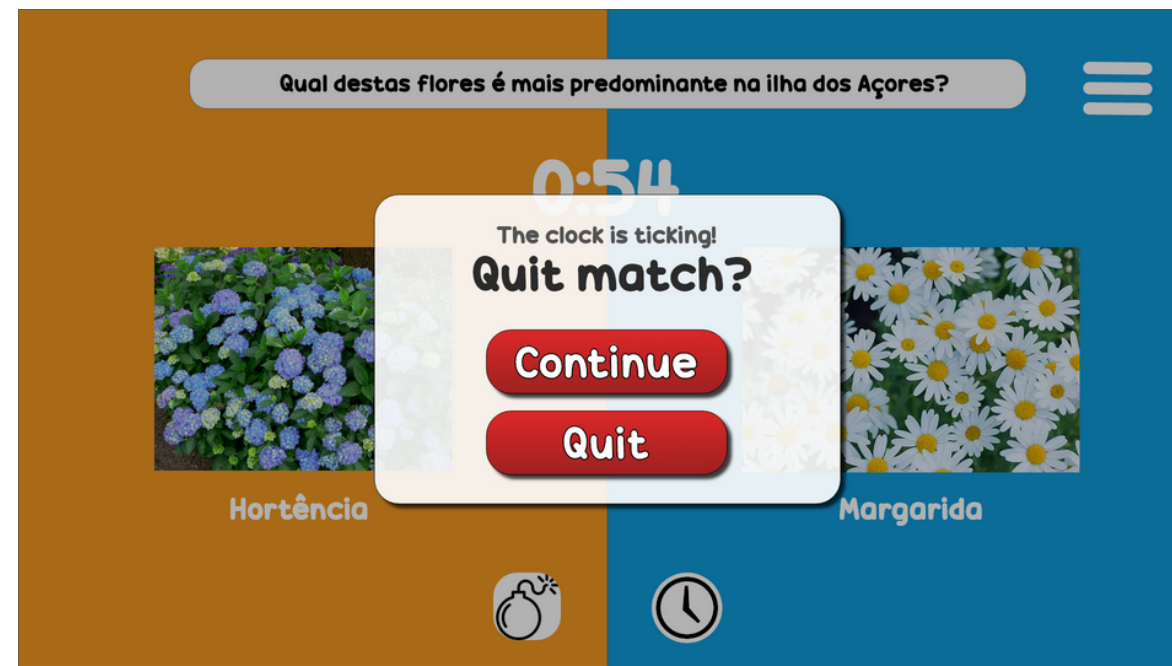 Qual destas flores é mais predominante na ilha dos Açores?
0:54
The clock is ticking!
Quit match?
Continue
Quit
Hortência
Margarida